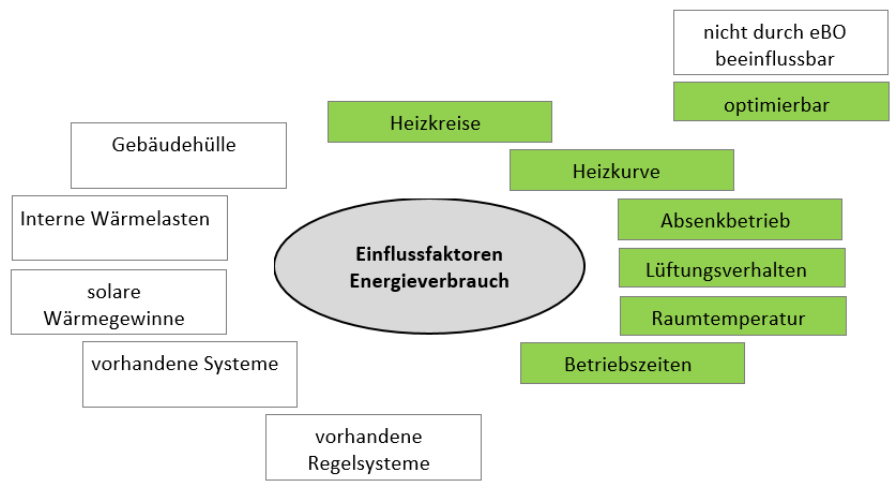 nicht durch eBO
beeinflussbar
optimierbar
Heizkreise
Gebäudehülle
Heizkurve
Interne Wärmelasten
Absenkbetrieb
Einflussfaktoren
Energieverbrauch
Lüftungsverhalten
solare
Wärmegewinne
Raumtemperatur
vorhandene Systeme
Betriebszeiten
vorhandene
Regelsysteme